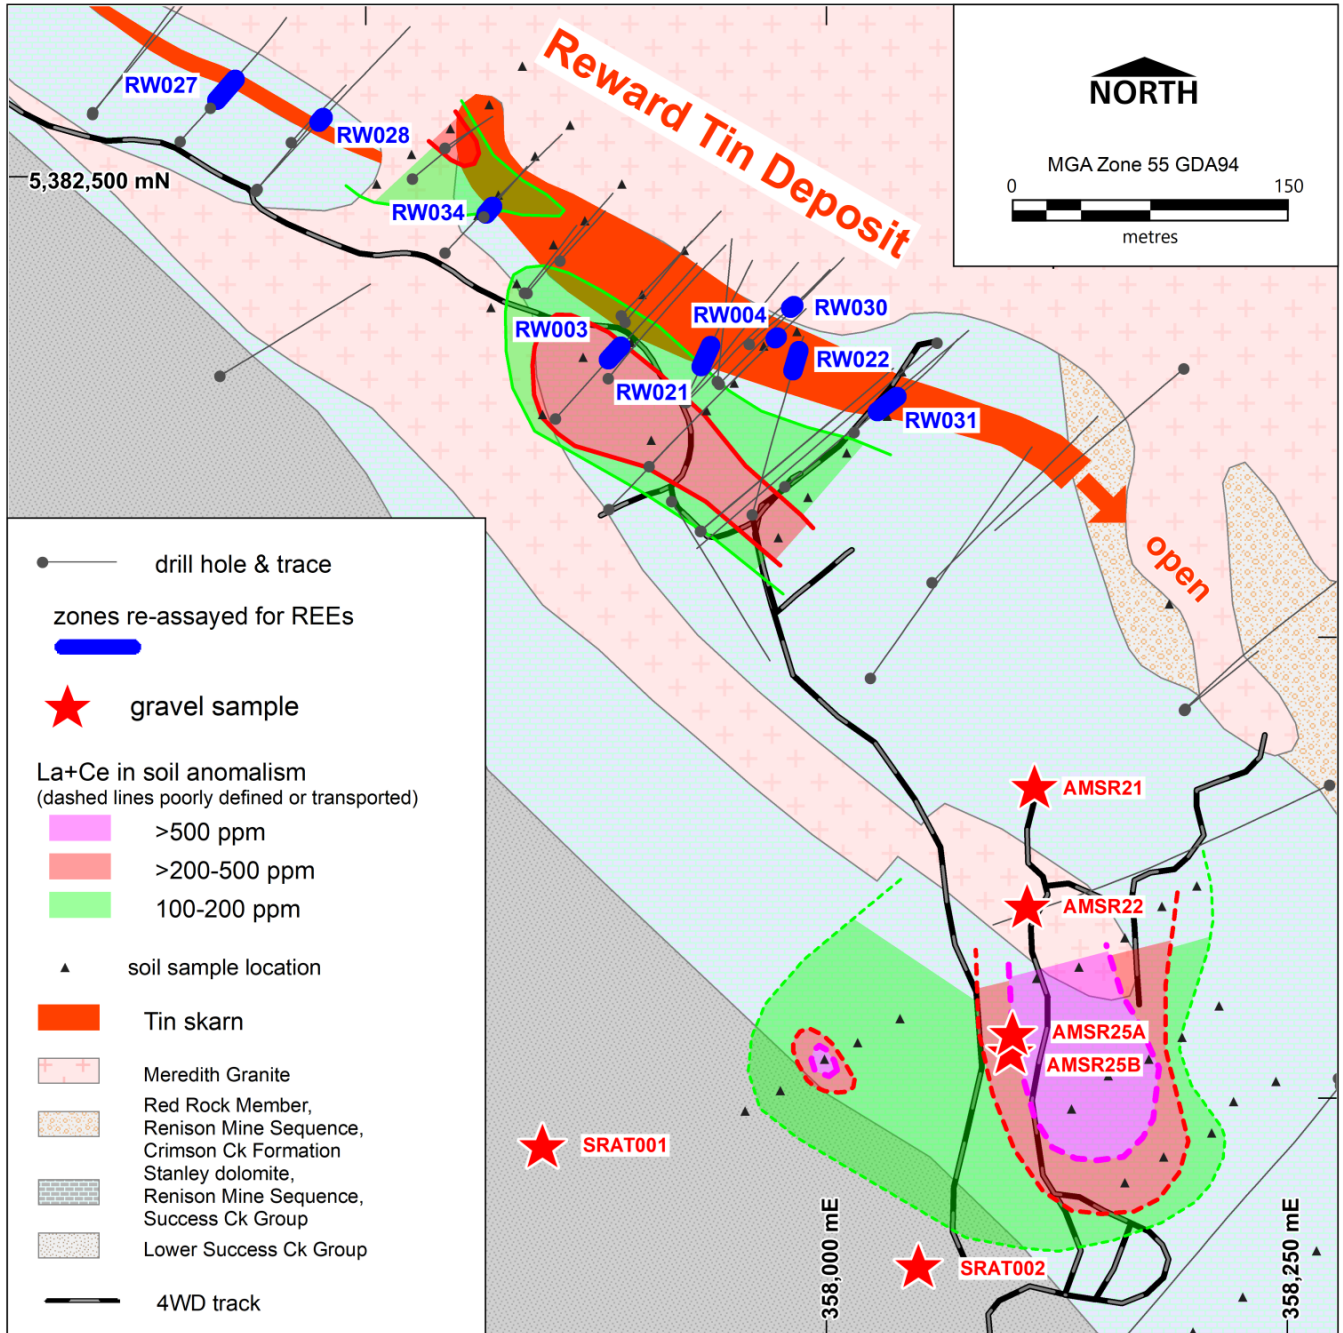 Reward Tin Deposit
NORTH
MGA Zone 55 GDA94
0 150
metres
RW027
RW028
5,382,500 mN
RW034
RW003
RW004
RW030
RW022
RW021
RW031
open
drill hole & trace
zones re-assayed for REEs
gravel sample
La+Ce in soil anomalism
(dashed lines poorly defined or transported)
>500 ppm
>200-500 ppm
100-200 ppm
soil sample location
Tin skarn
Meredith Granite
Red Rock Member,
Renison Mine Sequence,
Crimson Ck Formation
Stanley dolomite,
Renison Mine Sequence,
Success Ck Group
Lower Success Ck Group
4WD track
AMSR21
AMSR22
AMSR25A
AMSR25B
SRAT001
SRAT002
358,000 mE
358,250 mE